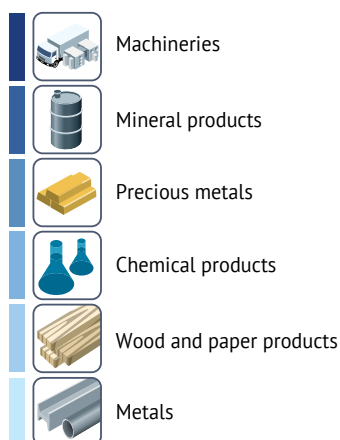 Machineries
Mineral products
Precious metals
Chemical products
Wood and paper products
Metals